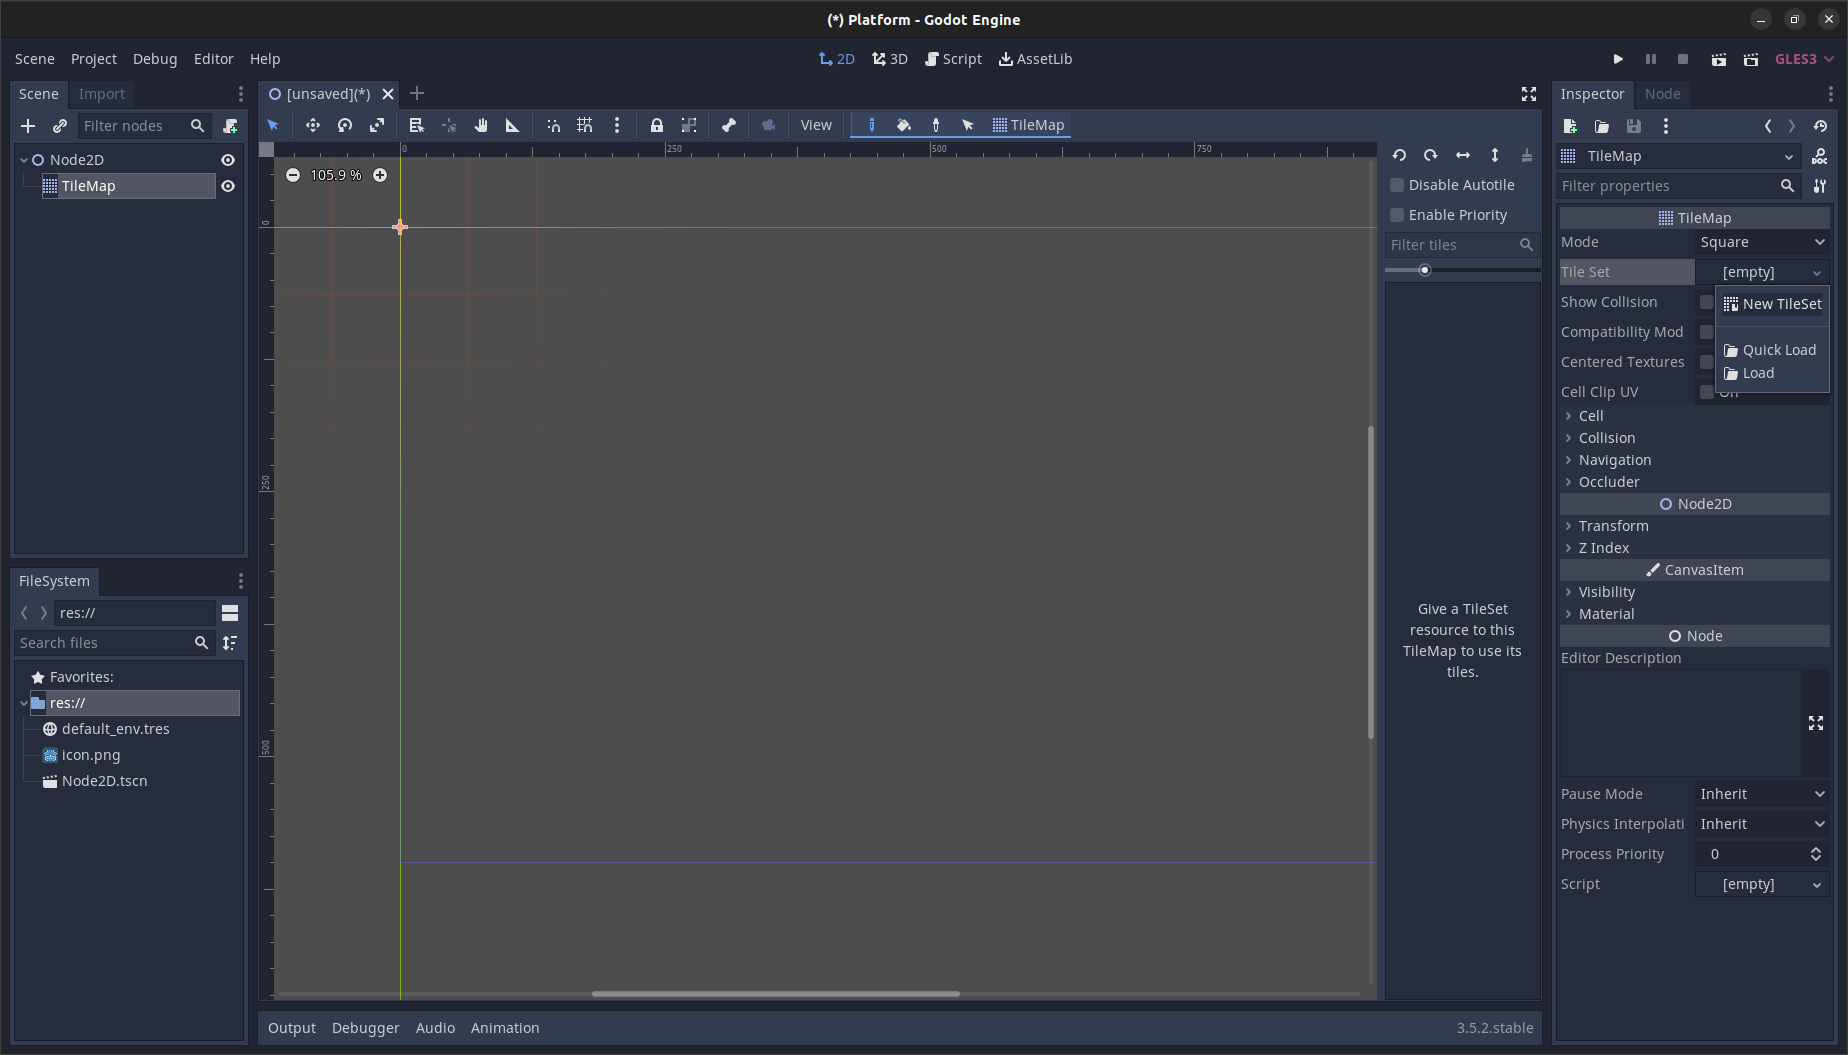 (*) Platform - Godot Engine
Scene Project Debug Editor Help
2D 3D Script AssetLib
GLES3
Scene Import
Filter nodes
Node2D
TileMap
FileSystem
res://
Search files
Favorites:
res://
default_env.tres
icon.png
Node2D.tscn
[unsaved](*)
View
TileMap
0 250 500 750
0
250
500
105.9 %
Disable Autotile
Enable Priority
Filter tiles
Give a TileSet
resource to this
TileMap to use its
tiles.
Output Debugger Audio Animation
3.5.2.stable
Inspector Node
TileMap
Filter properties
TileMap
Mode Square
Tile Set [empty]
New TileSet
Quick Load
Load
Show Collision
Compatibility Mod
Centered Textures
Cell Clip UV On
Cell
Collision
Navigation
Occluder
Node2D
Transform
Z Index
CanvasItem
Visibility
Material
Node
Editor Description
Pause Mode Inherit
Physics Interpolati Inherit
Process Priority 0
Script [empty]